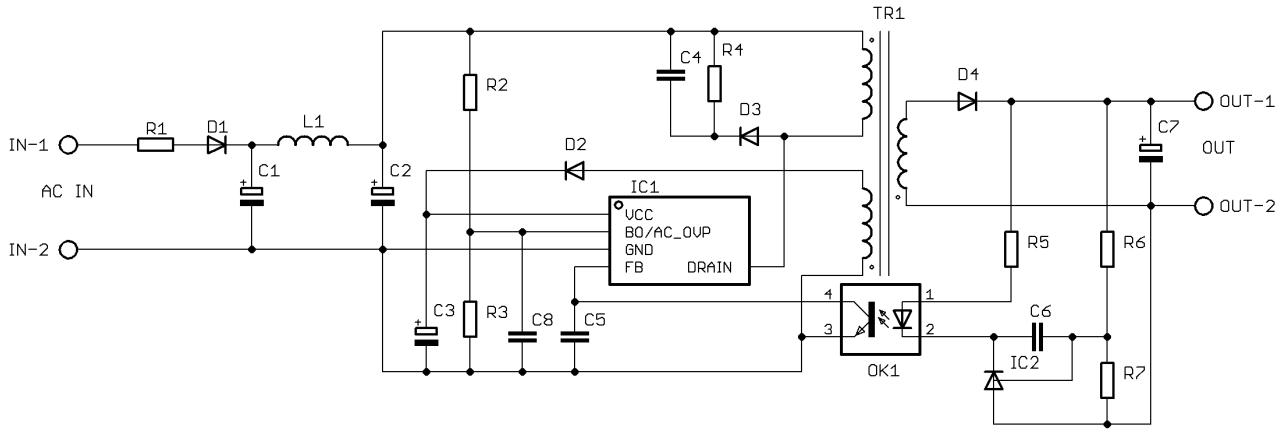 TR1
C4
R4
R2
D3
D4
OUT-1
R1
D1
L1
C7
IN-1
OUT
D2
C1
C2
AC IN
IC1
OUT-2
VCC
BO/AC_OVP
GND
FB
DRAIN
IN-2
R5
R6
4
1
C3
R3
C8
C5
3
2
C6
IC2
OK1
R7